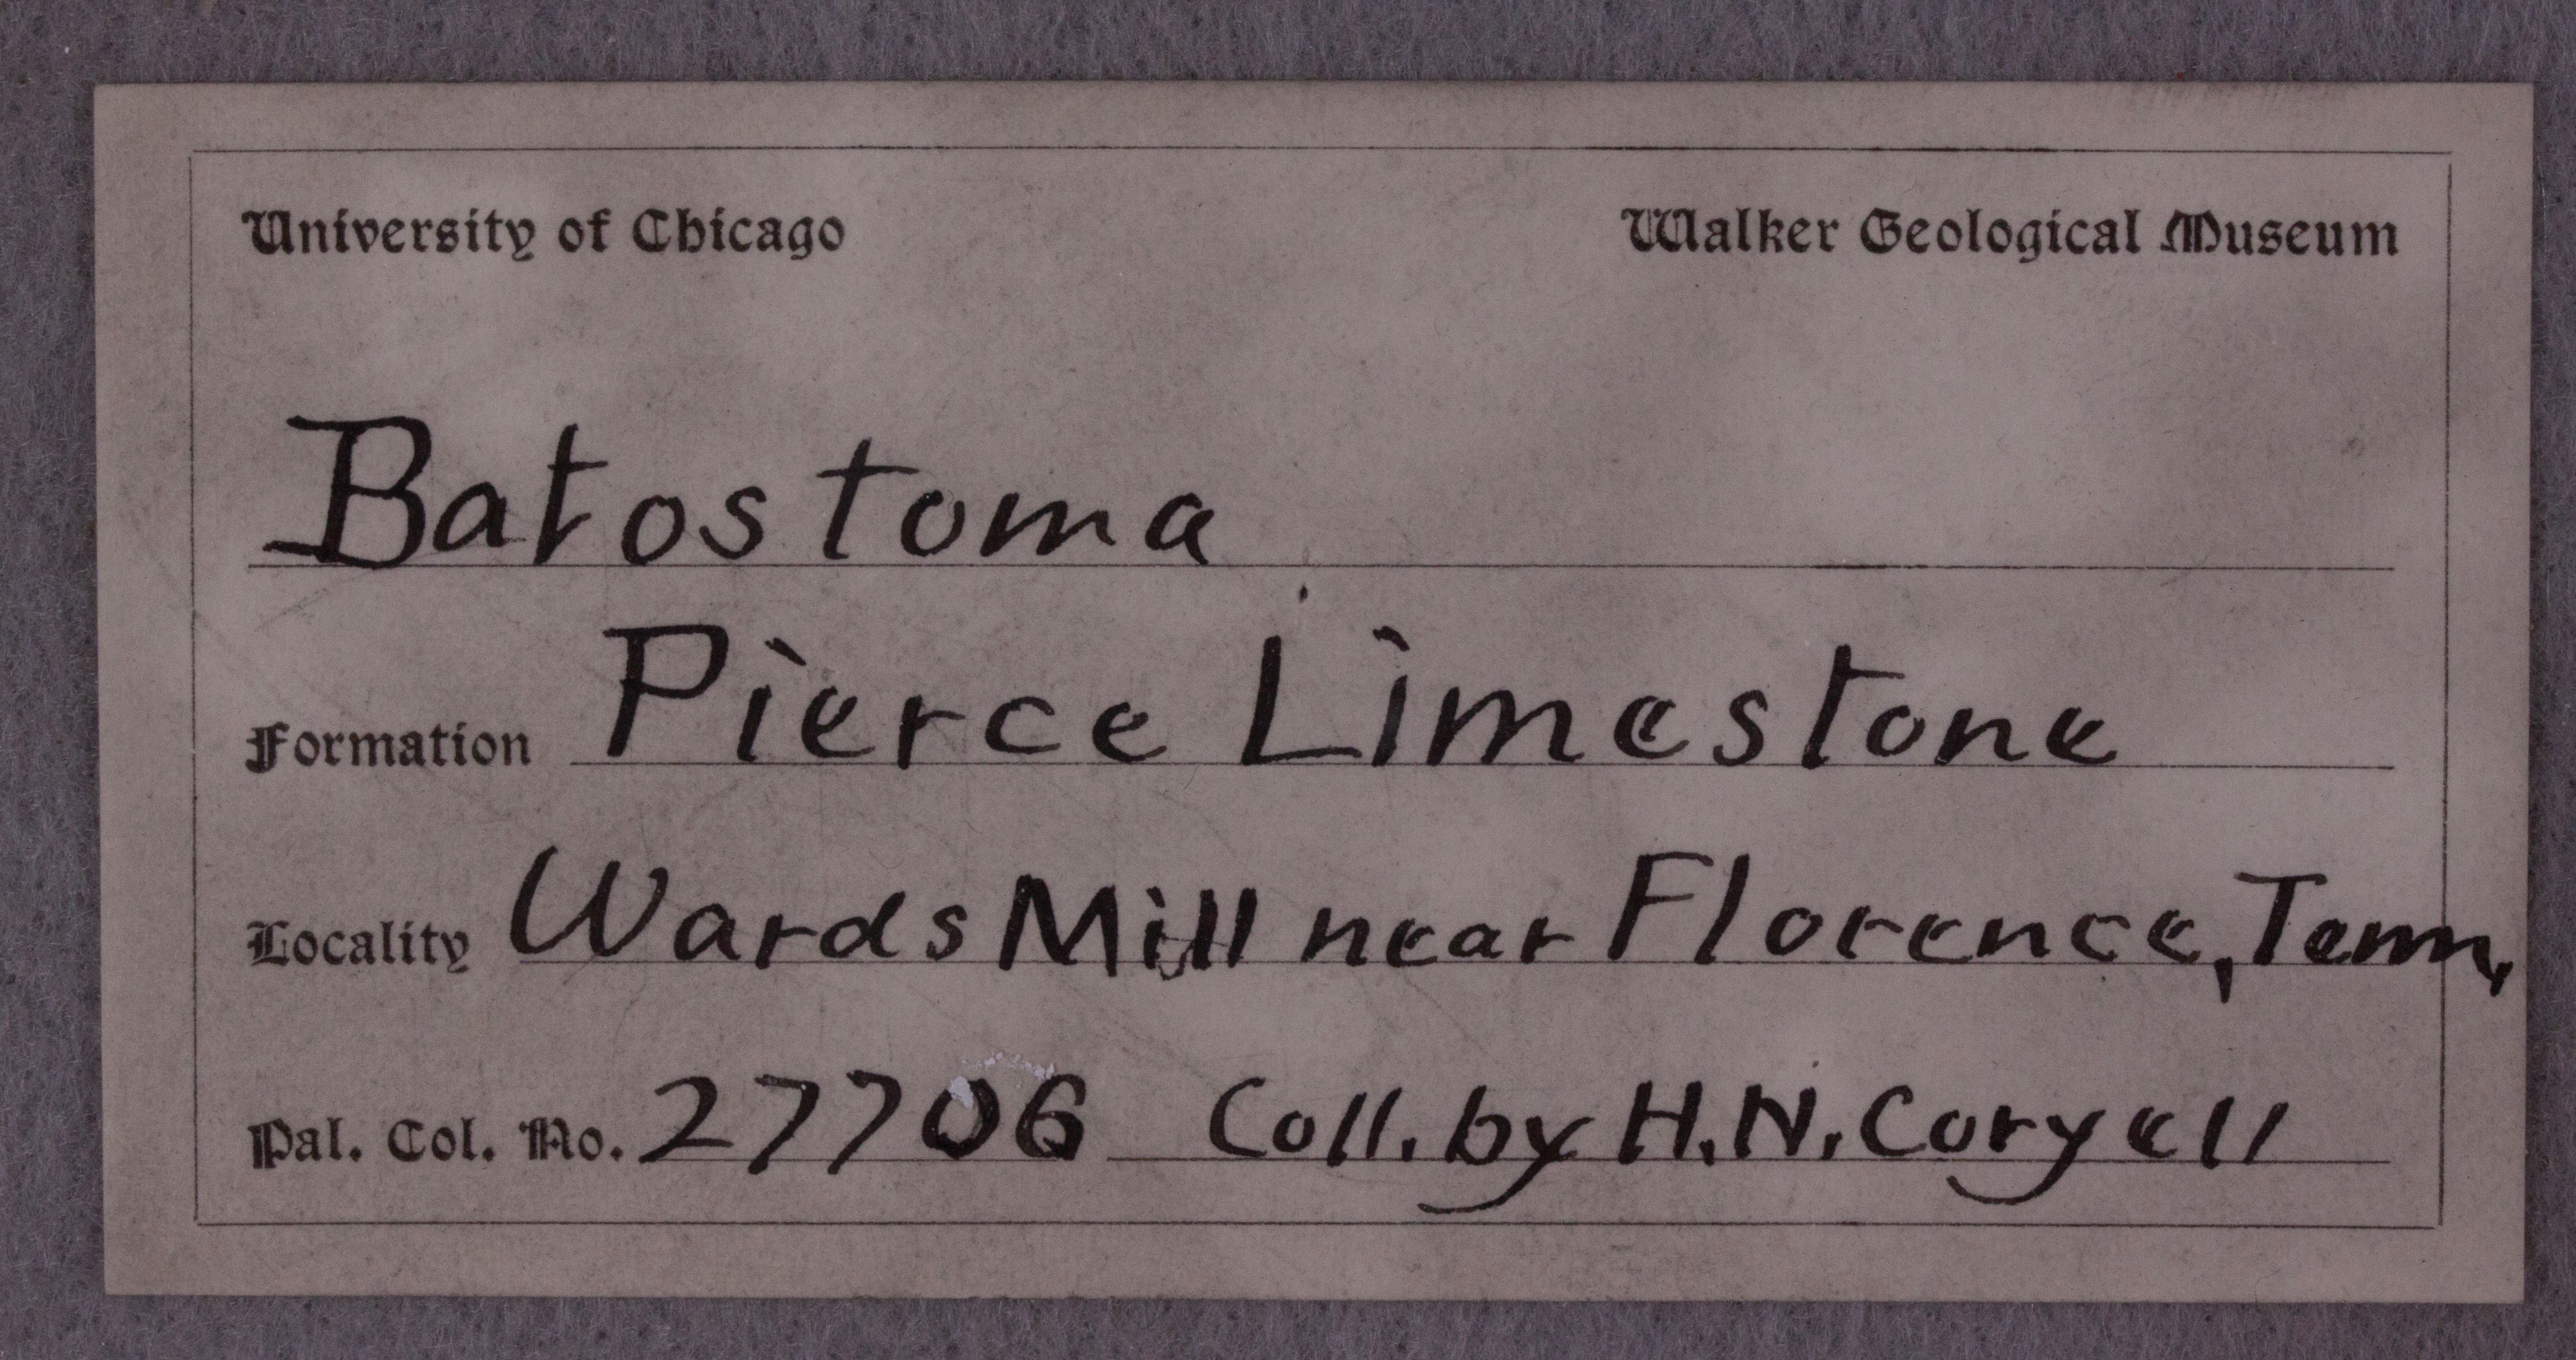 University of Chicago Walker Geological Museum
Batostoma
Formation Pierce Limestone
Locality Wards Mill near Florence, Tenn.
Pal. Col. No. 27706 Coll. by H.N. Coryell